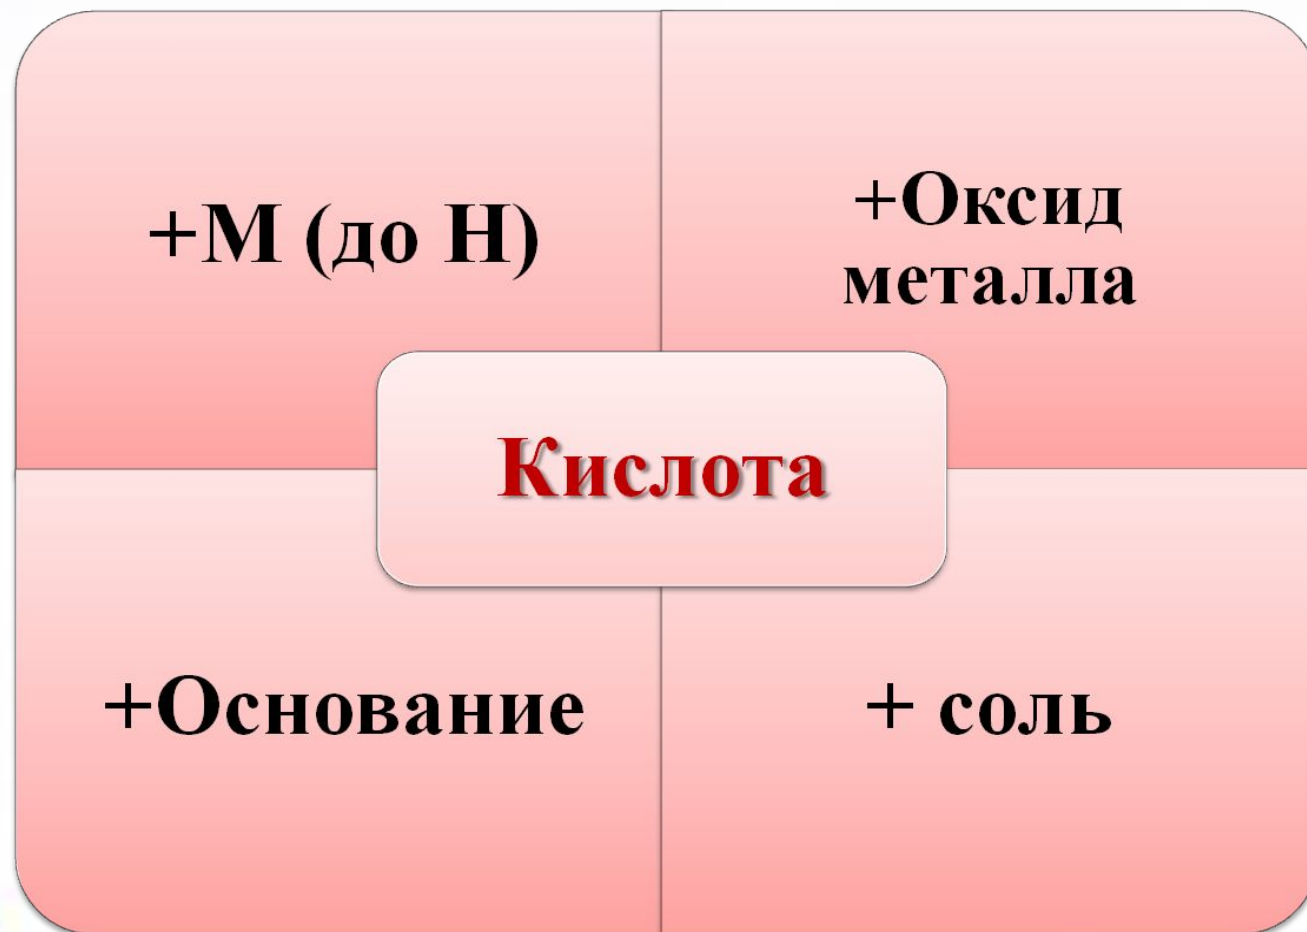 +М (до Н)
+Оксид
металла
Кислота
+Основание
+ соль